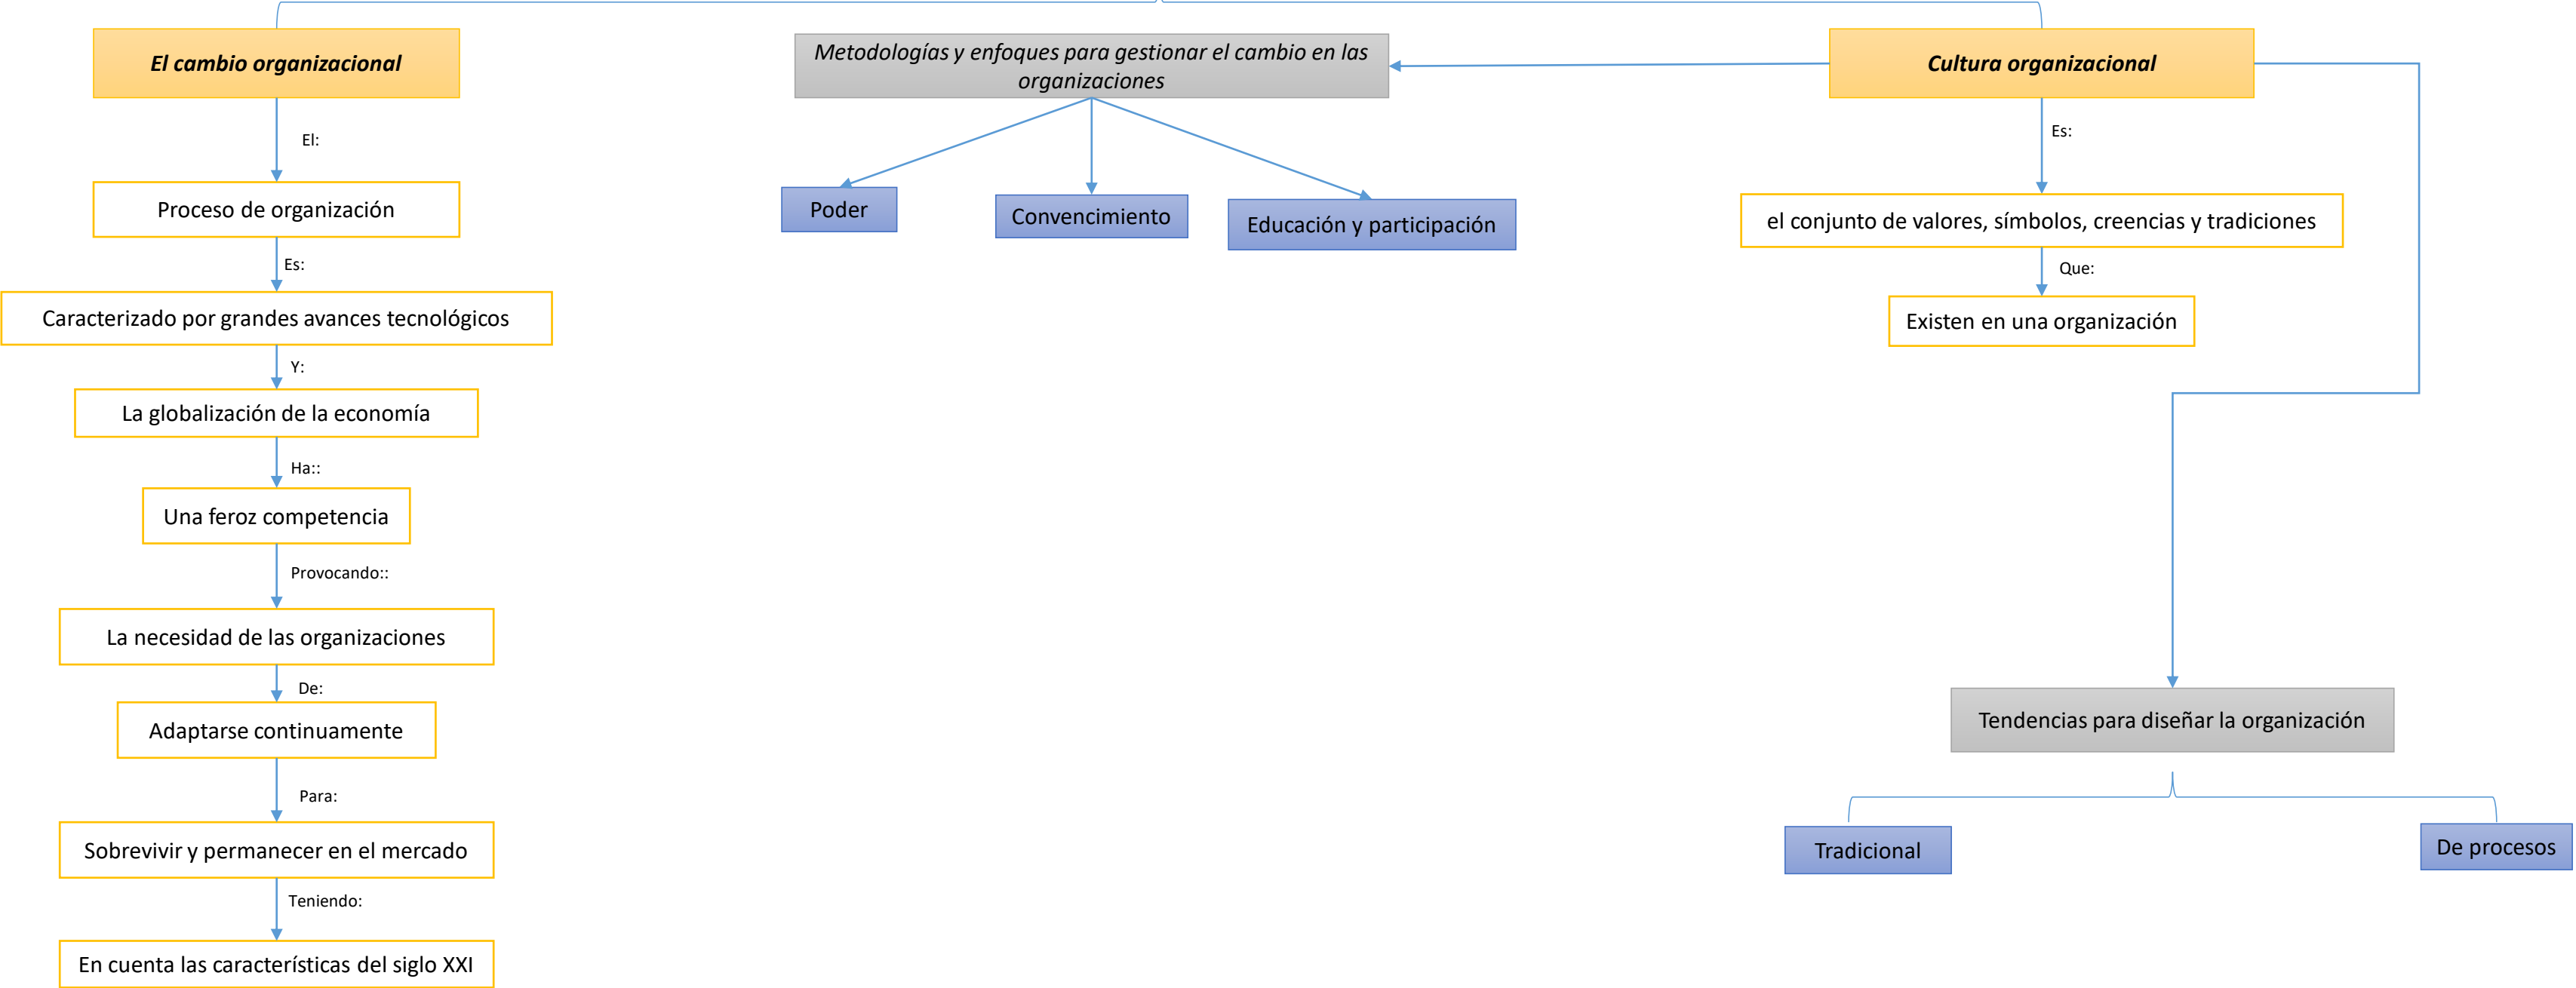 El cambio organizacional
El:
Proceso de organización
Es:
Caracterizado por grandes avances tecnológicos
Y:
La globalización de la economía
Ha::
Una feroz competencia
Provocando::
La necesidad de las organizaciones
De:
Adaptarse continuamente
Para:
Sobrevivir y permanecer en el mercado
Teniendo:
En cuenta las características del siglo XXI
Metodologías y enfoques para gestionar el cambio en las
organizaciones
Poder
Convencimiento
Educación y participación
Cultura organizacional
Es:
el conjunto de valores, símbolos, creencias y tradiciones
Que:
Existen en una organización
Tendencias para diseñar la organización
Tradicional
De procesos